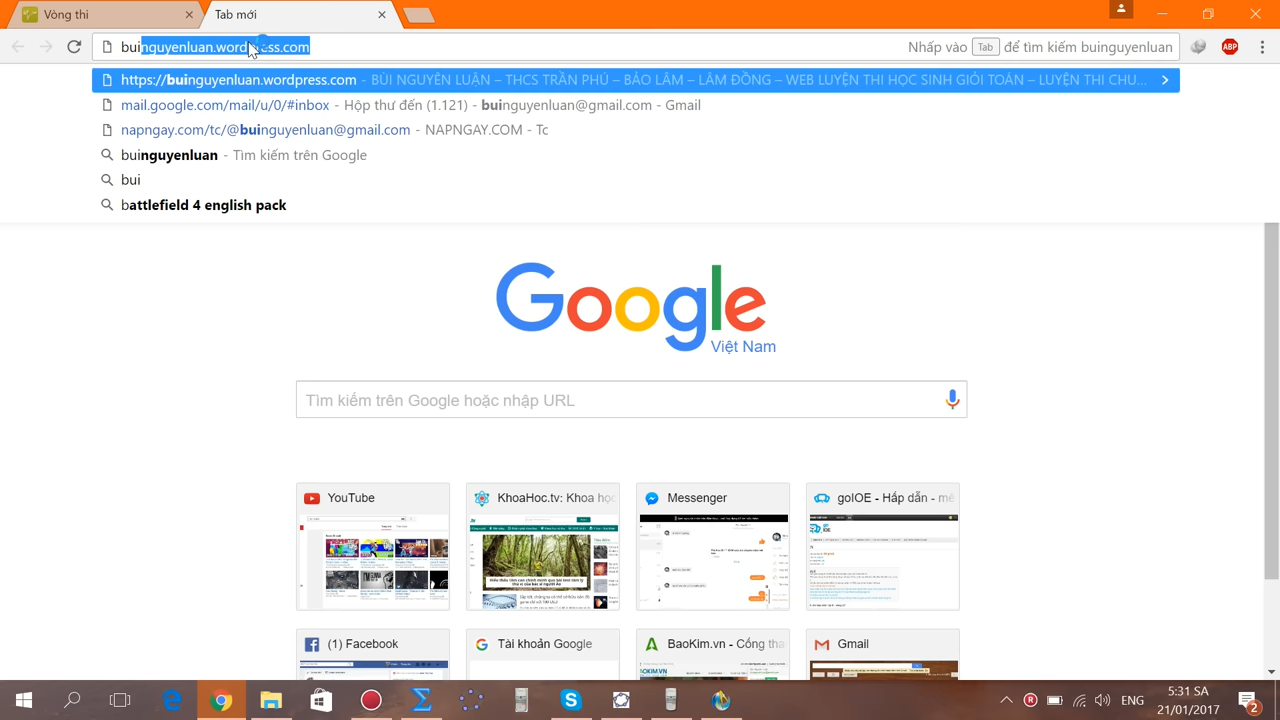 Vòng thi
Tab mới
buinguyenluan.wordpress.com
Nhấp vào Tab để tìm kiếm buinguyenluan
ABP
https://buinguyenluan.wordpress.com - BÙI NGUYÊN LUẬN – THCS TRẦN PHÚ – BẢO LÂM – LÂM ĐỒNG – WEB LUYỆN THI HỌC SINH GIỎI TOÁN – LUYỆN THI CHU...
mail.google.com/mail/u/0/#inbox - Hộp thư đến (1.121) - buinguyenluan@gmail.com - Gmail
napngay.com/tc/@buinguyenluan@gmail.com - NAPNGAY.COM - Tc
buinguyenluan - Tìm kiếm trên Google
bui
battlefield 4 english pack
Google
Việt Nam
Tìm kiếm trên Google hoặc nhập URL
YouTube
KhoaHoc.tv: Khoa học
Messenger
goIOE - Hấp dẫn - mê
(1) Facebook
Tài khoản Google
BaoKim.vn - Cổng tha
Gmail
ENG
5:31 SA
21/01/2017
2